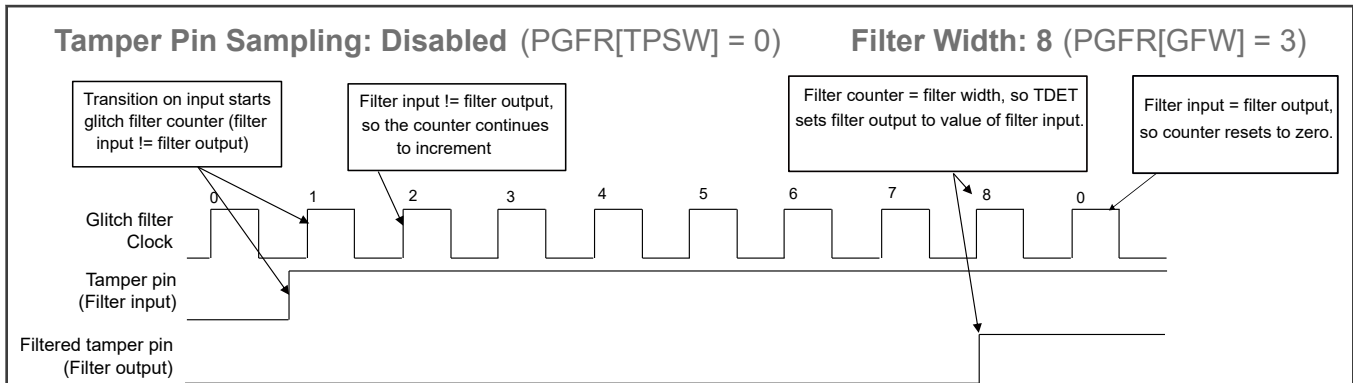 Tamper Pin Sampling: Disabled (PGFR[TPSW] = 0)
Filter Width: 8 (PGFR[GFW] = 3)
Transition on input starts
glitch filter counter (filter
input != filter output)
Filter input != filter output,
so the counter continues
to increment
Filter counter = filter width, so TDET
sets filter output to value of filter input.
Filter input = filter output,
so counter resets to zero.
0 1 2 3 4 5 6 7 8 0
Glitch filter
Clock
Tamper pin
(Filter input)
Filtered tamper pin
(Filter output)